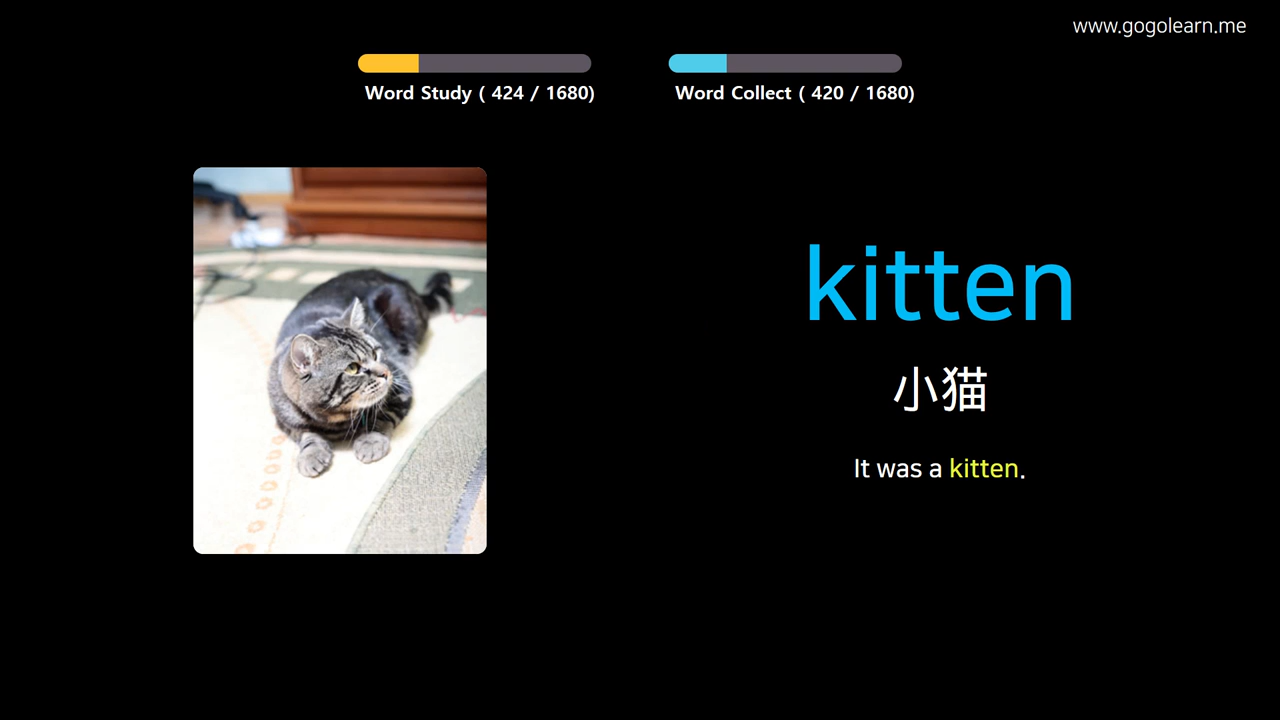 www.gogolearn.me
Word Study ( 424 / 1680)
Word Collect ( 420 / 1680)
kitten
小猫
It was a kitten.